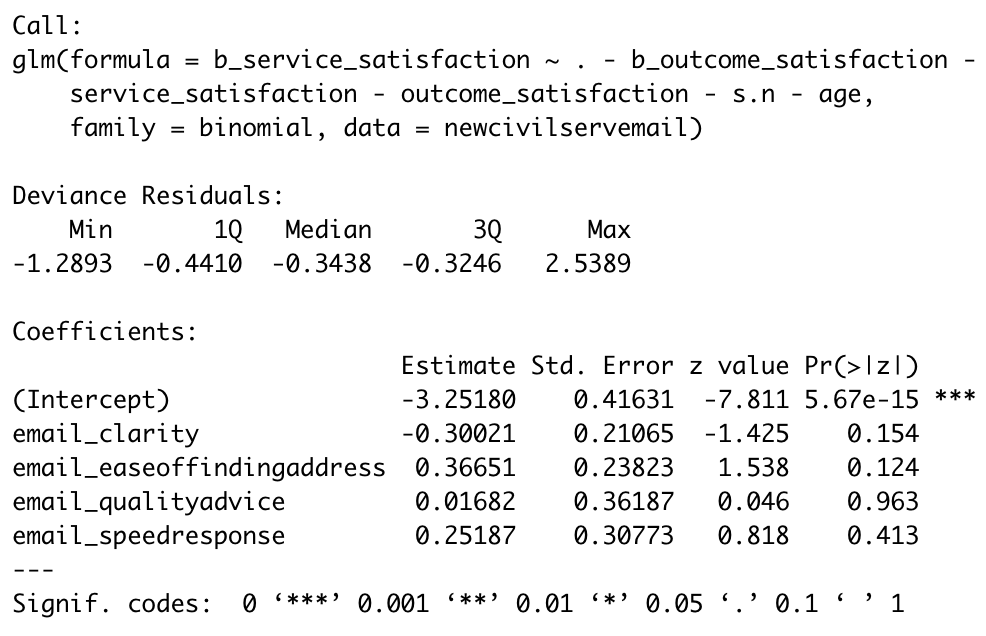 Call:
glm(formula = b_service_satisfaction ~ . - b_outcome_satisfaction -
    service_satisfaction - outcome_satisfaction - s.n - age,
    family = binomial, data = newcivilservemail)

Deviance Residuals:
    Min       1Q   Median       3Q      Max
-1.2893  -0.4410  -0.3438  -0.3246   2.5389

Coefficients:
                         Estimate Std. Error z value Pr(>|z|)
(Intercept)              -3.25180    0.41631  -7.811 5.67e-15 ***
email_clarity            -0.30021    0.21065  -1.425    0.154
email_easeoffindingaddress  0.36651    0.23823   1.538    0.124
email_qualityadvice       0.01682    0.36187   0.046    0.963
email_speedresponse       0.25187    0.30773   0.818    0.413
---
Signif. codes:  0 ‘***’ 0.001 ‘**’ 0.01 ‘*’ 0.05 ‘.’ 0.1 ‘ ’ 1